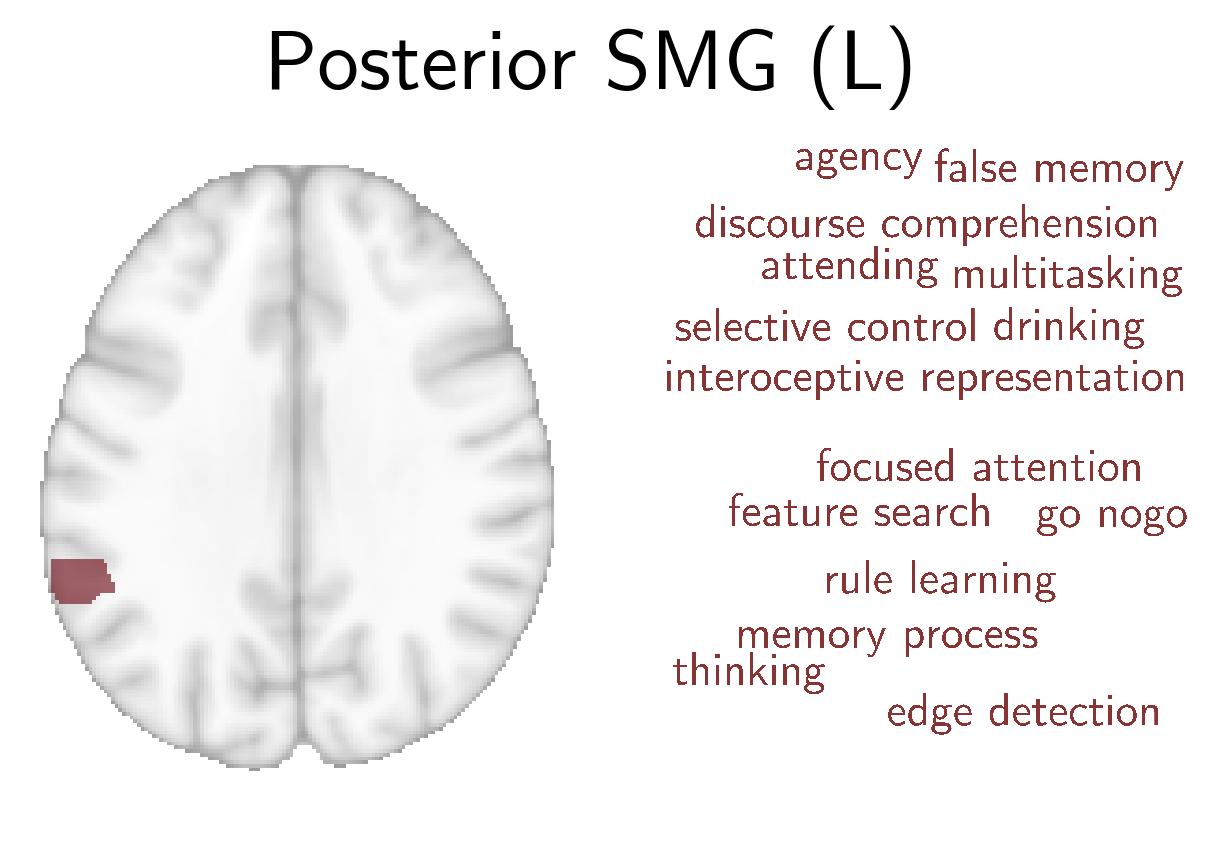 Posterior SMG (L)
agency false memory
discourse comprehension
attending multitasking
selective control drinking
interoceptive representation
focused attention
feature search go nogo
rule learning
memory process
thinking
edge detection